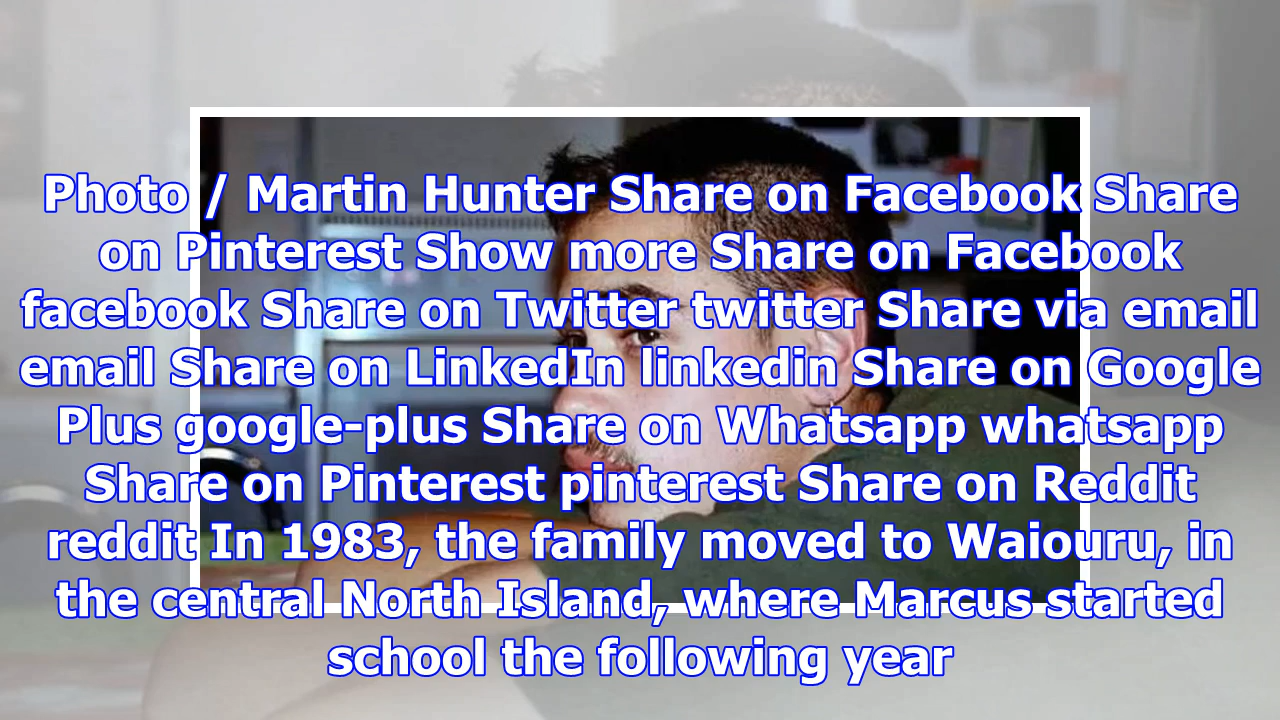 Photo / Martin Hunter Share on Facebook Share
on Pinterest Show more Share on Facebook
facebook Share on Twitter twitter Share via email
email Share on LinkedIn linkedin Share on Google
Plus google-plus Share on Whatsapp whatsapp
Share on Pinterest pinterest Share on Reddit
reddit In 1983, the family moved to Waiouru, in
the central North Island, where Marcus started
school the following year